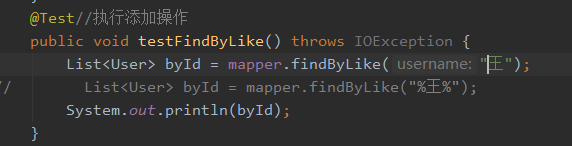 @Test//执行添加操作
public void testFindByLike() throws IOException {
List<User> byId = mapper.findByLike( username: "王");
// List<User> byId = mapper.findByLike("%王%");
System.out.println(byId);
}